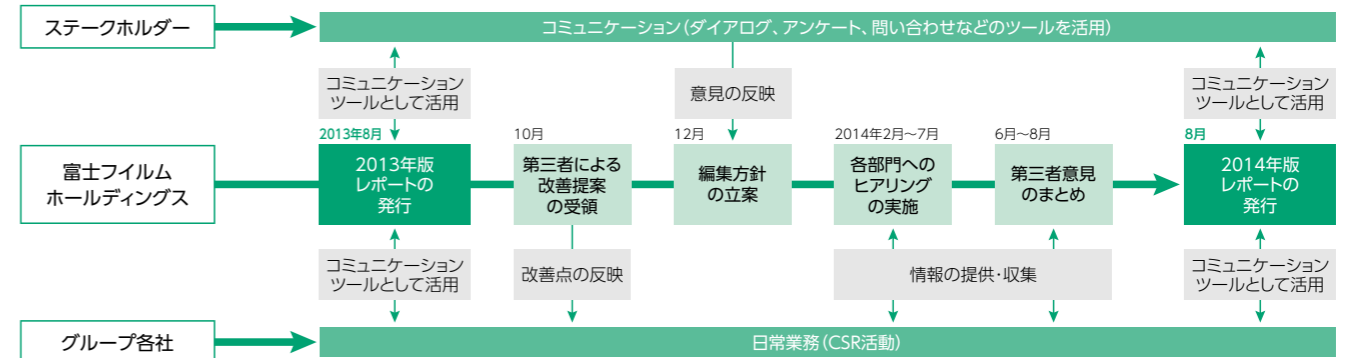 ステークホルダー
コミュニケーション(ダイアログ、アンケート、問い合わせなどのツールを活用)
コミュニケーション
ツールとして活用
意見の反映
コミュニケーション
ツールとして活用
2013年8月
10月
12月
2014年2月〜7月
6月〜8月
8月
富士フイルム
ホールディングス
2013年版
レポートの
発行
第三者による
改善提案
の受領
編集方針
の立案
各部門への
ヒアリング
の実施
第三者意見
のまとめ
2014年版
レポートの
発行
コミュニケーション
ツールとして活用
改善点の反映
情報の提供・収集
コミュニケーション
ツールとして活用
グループ各社
日常業務(CSR活動)